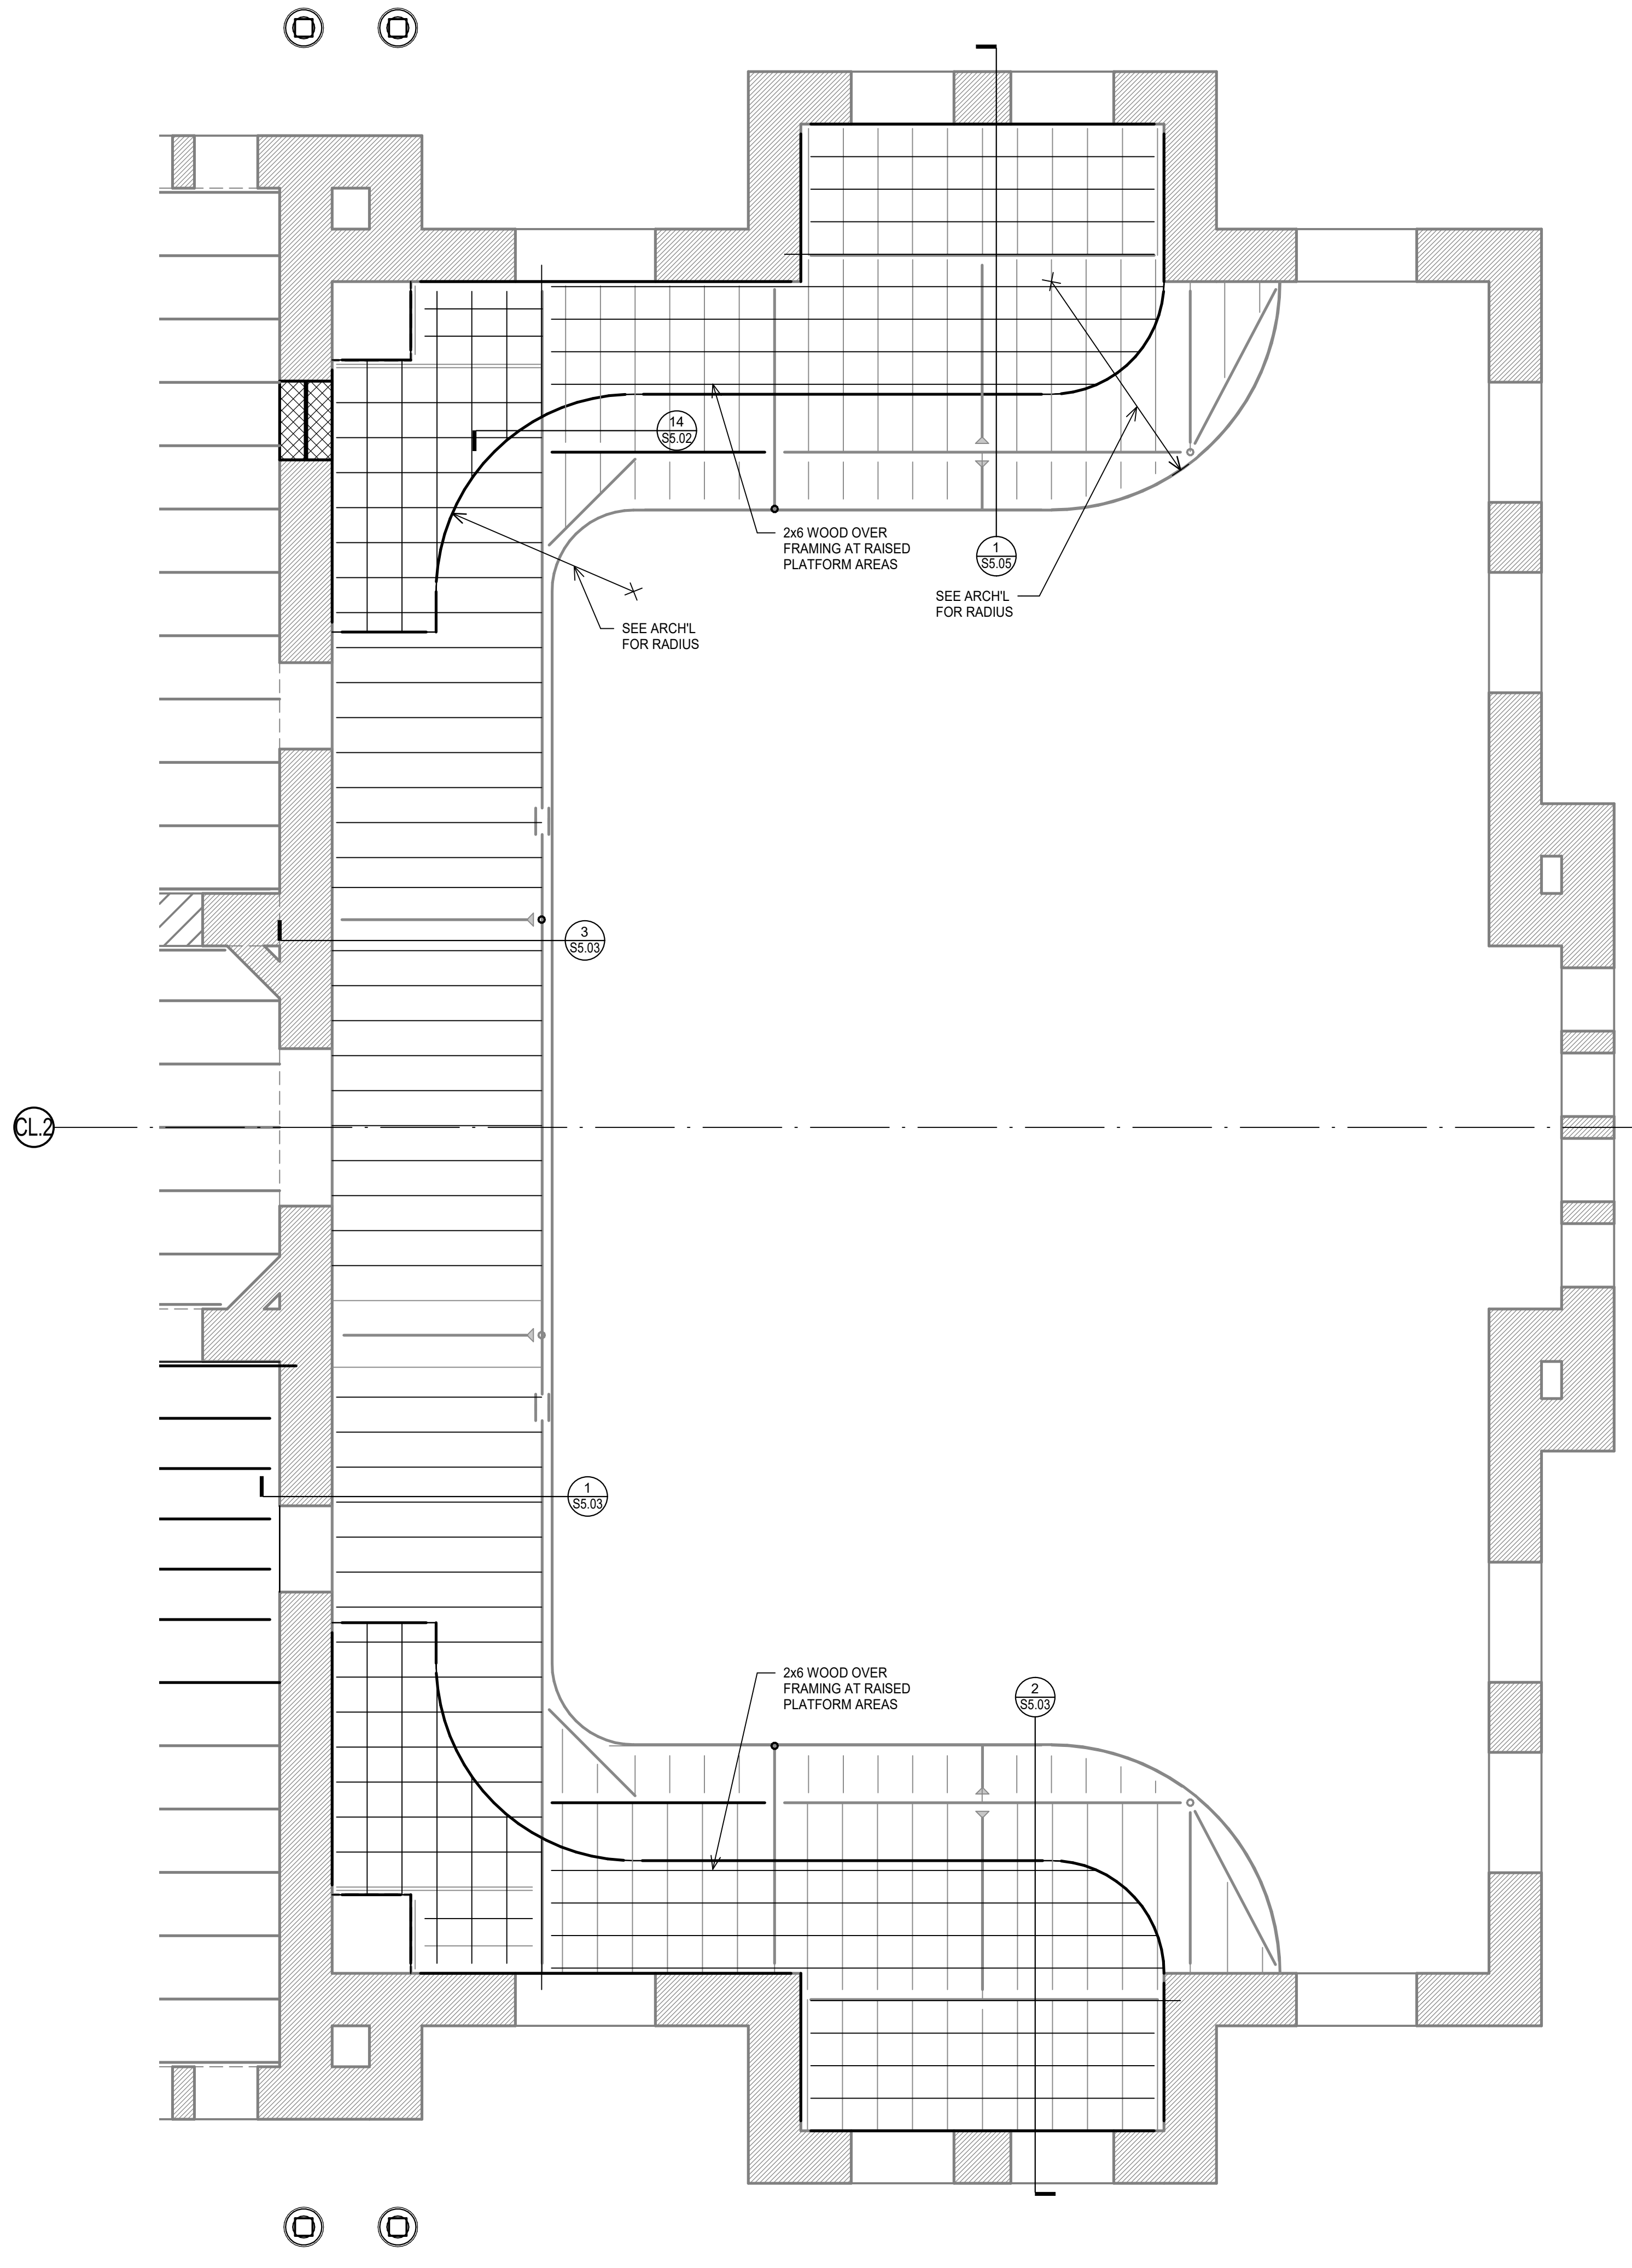 14
S5.02
2x6 WOOD OVER
FRAMING AT RAISED
PLATFORM AREAS
1
S5.05
SEE ARCH'L
FOR RADIUS
SEE ARCH'L
FOR RADIUS
3
S5.03
CL.2
1
S5.03
2x6 WOOD OVER
FRAMING AT RAISED
PLATFORM AREAS
2
S5.03